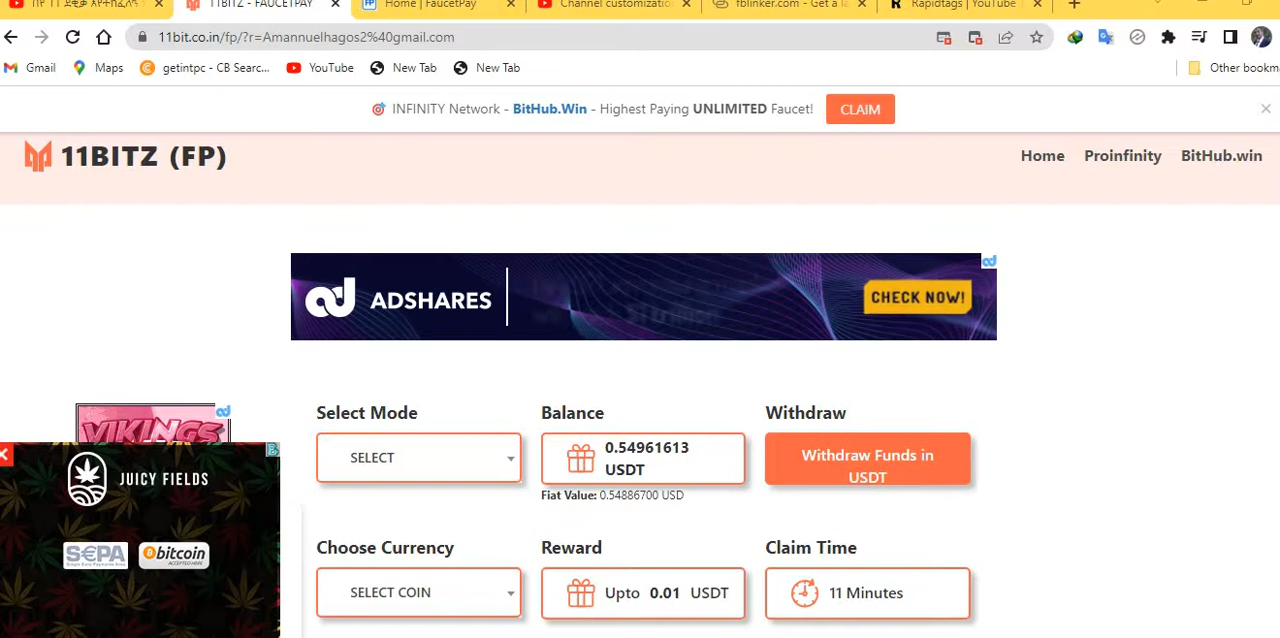 11BITZ - FAUCETPAY
Home | FaucetPay
Channel customizatio
fblinker.com - Get a la
Rapidtags | YouTube
11bit.co.in/fp/?r=Amannuelhagos2%40gmail.com
Gmail Maps getintpc - CB Searc... YouTube New Tab New Tab Other bookm
INFINITY Network - BitHub.Win - Highest Paying UNLIMITED Faucet! CLAIM
11BITZ (FP) Home Proinfinity BitHub.win
ADSHARES CHECK NOW!
VIKINGS
JUICY FIELDS
SEPA
bitcoin
ACCEPTED HERE
Select Mode Balance Withdraw
SELECT
0.54961613
USDT
Withdraw Funds in
USDT
Fiat Value: 0.54886700 USD
Choose Currency Reward Claim Time
SELECT COIN Upto 0.01 USDT 11 Minutes